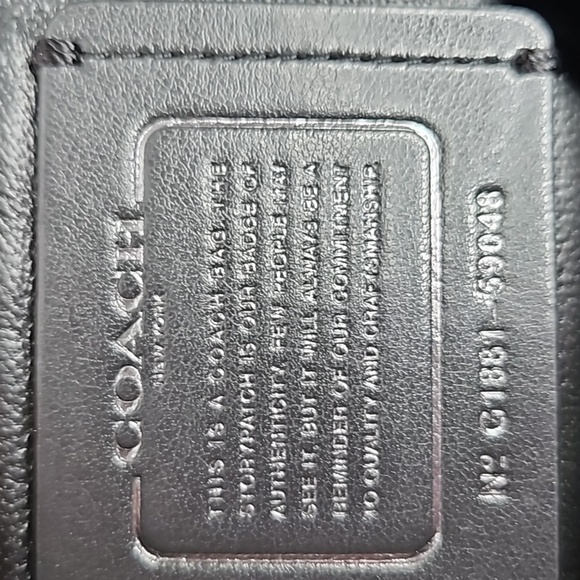 COACH
NEW YORK
THIS IS A COACH BAG. THE
STORYPATCH IS OUR BADGE OF
AUTHENTICITY. FEW PEOPLE MAY
SEE IT, BUT IT WILL ALWAYS BE A
REMINDER OF OUR COMMITMENT
TO QUALITY AND CRAFTSMANSHIP.
Nº G1881-59048